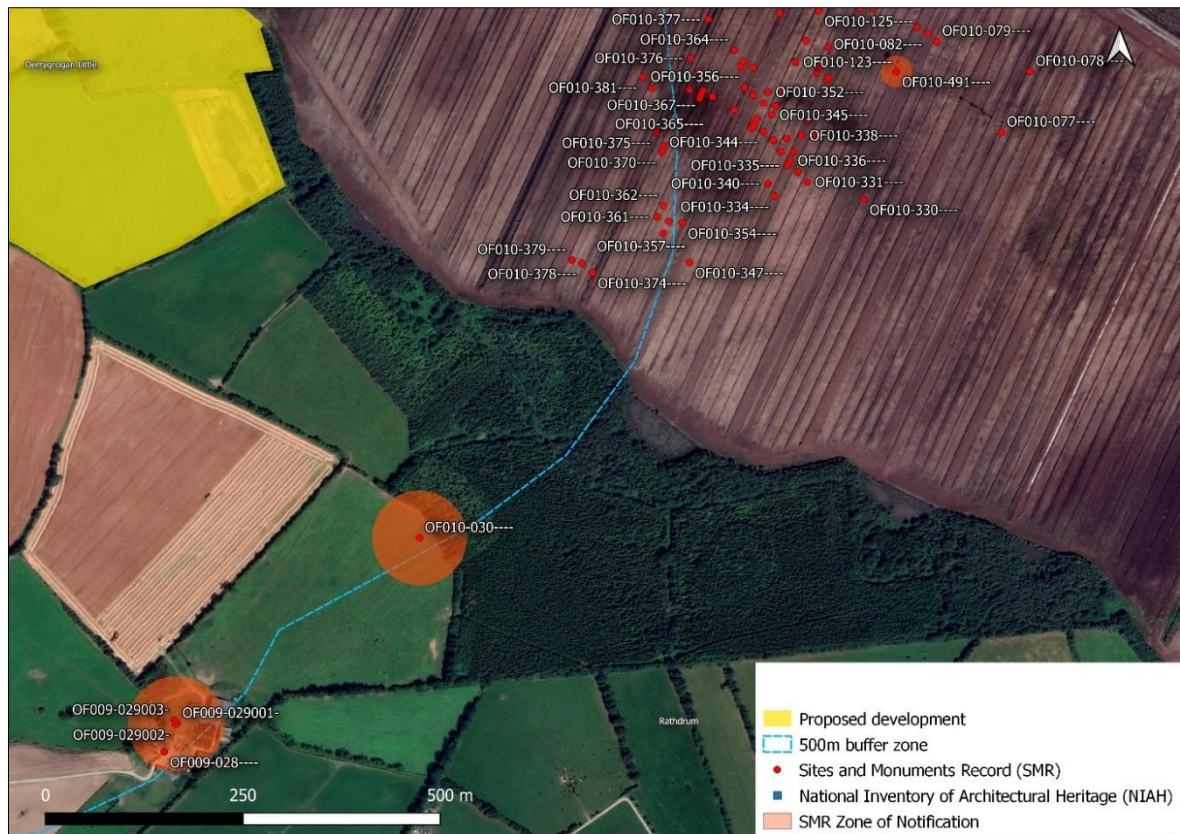 OF010-377----
OF010-125----
OF010-079----
OF010-364----
OF010-082----
Derrygrogan Little
OF010-376----
OF010-123----
OF010-078----
OF010-356----
OF010-491----
OF010-381----
OF010-352----
OF010-367----
OF010-345----
OF010-077----
OF010-365----
OF010-338----
OF010-375----
OF010-344----
OF010-370----
OF010-335----
OF010-336----
OF010-340----
OF010-331----
OF010-362----
OF010-334----
OF010-330----
OF010-361----
OF010-354----
OF010-379----
OF010-357----
OF010-378----
OF010-347----
OF010-374----
OF010-030----
OF009-029003-
OF009-029001-
OF009-029002-
OF009-028----
Rathdrum
0 250 500 m
Proposed development
500m buffer zone
Sites and Monuments Record (SMR)
National Inventory of Architectural Heritage (NIAH)
SMR Zone of Notification